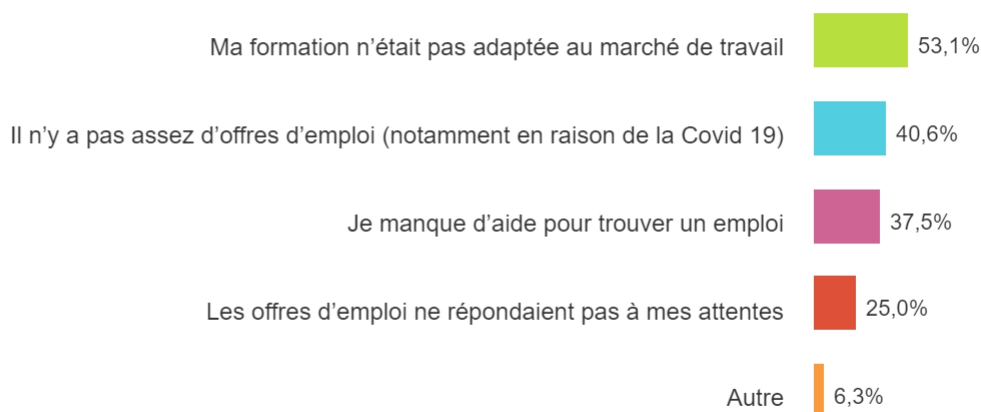 Ma formation n’était pas adaptée au marché de travail 53,1%
Il n’y a pas assez d’offres d’emploi (notamment en raison de la Covid 19) 40,6%
Je manque d’aide pour trouver un emploi 37,5%
Les offres d’emploi ne répondaient pas à mes attentes 25,0%
Autre 6,3%